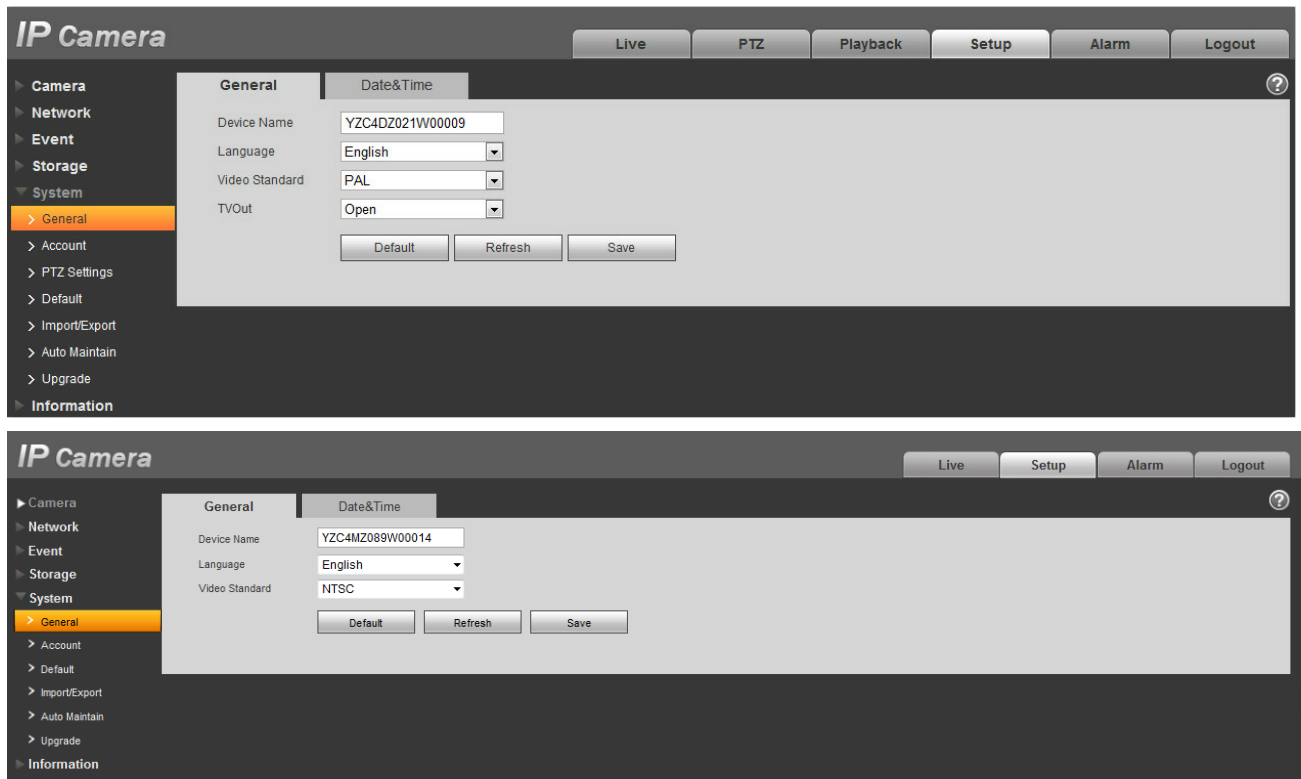 IP Camera
Live PTZ Playback Setup Alarm Logout
Camera
Network
Event
Storage
System
General
Account
PTZ Settings
Default
Import/Export
Auto Maintain
Upgrade
Information
General Date&Time ?
Device Name YZC4DZ021W00009
Language English
Video Standard PAL
TVOut Open
Default Refresh Save
IP Camera
Live Setup Alarm Logout
Camera
Network
Event
Storage
System
General
Account
Default
Import/Export
Auto Maintain
Upgrade
Information
General Date&Time ?
Device Name YZC4MZ089W00014
Language English
Video Standard NTSC
Default Refresh Save